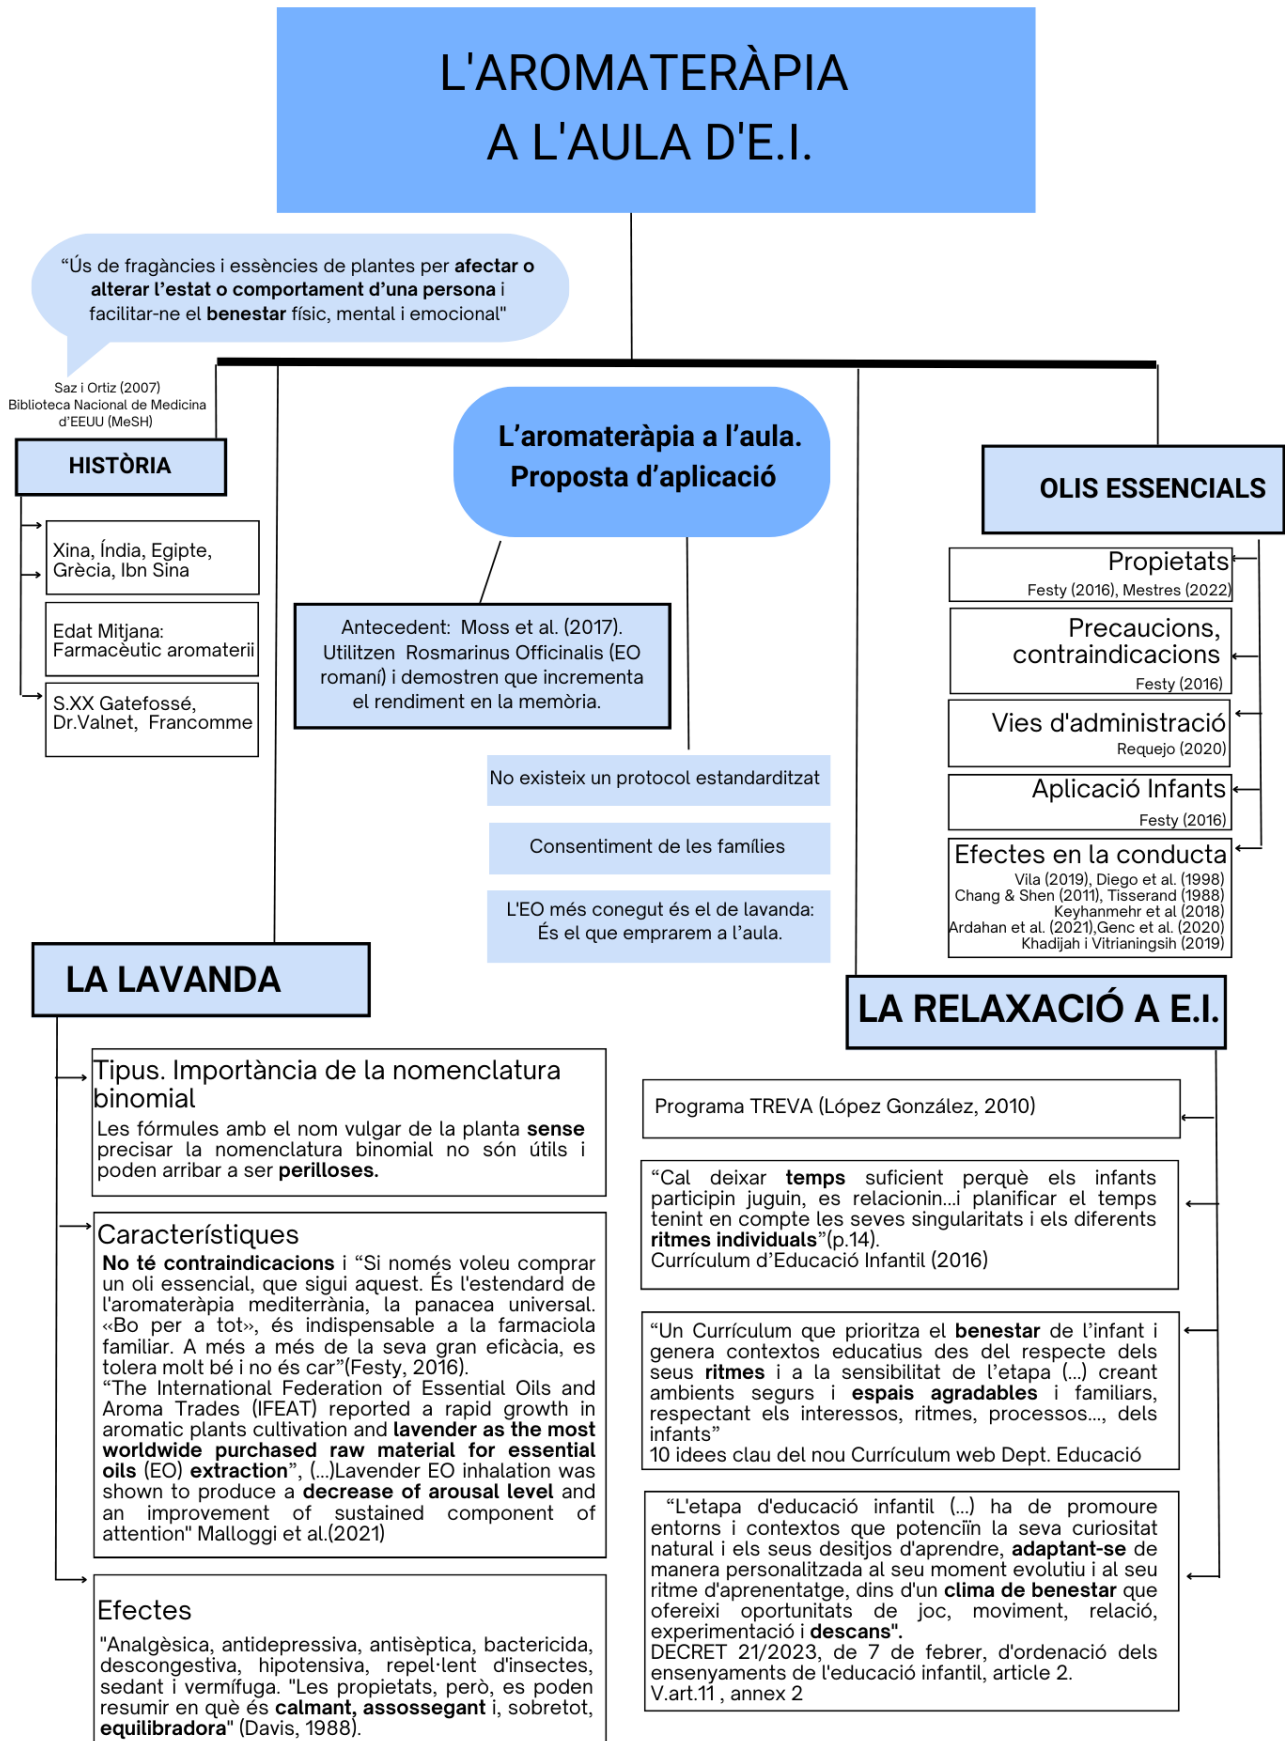 L'AROMATERÀPIA
A L'AULA D'E.I.
“Ús de fragàncies i essències de plantes per afectar o
alterar l’estat o comportament d’una persona i
facilitar-ne el benestar físic, mental i emocional"
Saz i Ortiz (2007)
Biblioteca Nacional de Medicina
d’EEUU (MeSH)
HISTÒRIA
Xina, Índia, Egipte,
Grècia, Ibn Sina
Edat Mitjana:
Farmacèutic aromaterii
S.XX Gatefossé,
Dr.Valnet, Francomme
L’aromateràpia a l’aula.
Proposta d’aplicació
Antecedent: Moss et al. (2017).
Utilitzen Rosmarinus Officinalis (EO
romaní) i demostren que incrementa
el rendiment en la memòria.
No existeix un protocol estandarditzat
Consentiment de les famílies
L'EO més conegut és el de lavanda:
És el que emprarem a l’aula.
OLIS ESSENCIALS
Propietats
Festy (2016), Mestres (2022)
Precaucions,
contraindicacions
Festy (2016)
Vies d'administració
Requejo (2020)
Aplicació Infants
Festy (2016)
Efectes en la conducta
Vila (2019), Diego et al. (1998)
Chang & Shen (2011), Tisserand (1988)
Keyhanmehr et al (2018)
Ardahan et al. (2021),Genc et al. (2020)
Khadijah i Vitrianingsih (2019)
LA LAVANDA
Tipus. Importància de la nomenclatura
binomial
Les fórmules amb el nom vulgar de la planta sense
precisar la nomenclatura binomial no són útils i
poden arribar a ser perilloses.
Característiques
No té contraindicacions i “Si només voleu comprar
un oli essencial, que sigui aquest. És l'estendard de
l'aromateràpia mediterrània, la panacea universal.
«Bo per a tot», és indispensable a la farmaciola
familiar. A més a més de la seva gran eficàcia, es
tolera molt bé i no és car”(Festy, 2016).
“The International Federation of Essential Oils and
Aroma Trades (IFEAT) reported a rapid growth in
aromatic plants cultivation and lavender as the most
worldwide purchased raw material for essential
oils (EO) extraction”, (...)Lavender EO inhalation was
shown to produce a decrease of arousal level and
an improvement of sustained component of
attention" Malloggi et al.(2021)
Efectes
"Analgèsica, antidepressiva, antisèptica, bactericida,
descongestiva, hipotensiva, repel·lent d'insectes,
sedant i vermífuga. "Les propietats, però, es poden
resumir en què és calmant, assossegant i, sobretot,
equilibradora" (Davis, 1988).
LA RELAXACIÓ A E.I.
Programa TREVA (López González, 2010)
“Cal deixar temps suficient perquè els infants
participin juguin, es relacionin...i planificar el temps
tenint en compte les seves singularitats i els diferents
ritmes individuals”(p.14).
Currículum d’Educació Infantil (2016)
“Un Currículum que prioritza el benestar de l’infant i
genera contextos educatius des del respecte dels
seus ritmes i a la sensibilitat de l’etapa (...) creant
ambients segurs i espais agradables i familiars,
respectant els interessos, ritmes, processos..., dels
infants”
10 idees clau del nou Currículum web Dept. Educació
“L'etapa d'educació infantil (...) ha de promoure
entorns i contextos que potenciïn la seva curiositat
natural i els seus desitjos d'aprendre, adaptant-se de
manera personalitzada al seu moment evolutiu i al seu
ritme d'aprenentatge, dins d'un clima de benestar que
ofereixi oportunitats de joc, moviment, relació,
experimentació i descans".
DECRET 21/2023, de 7 de febrer, d'ordenació dels
ensenyaments de l'educació infantil, article 2.
V.art.11 , annex 2